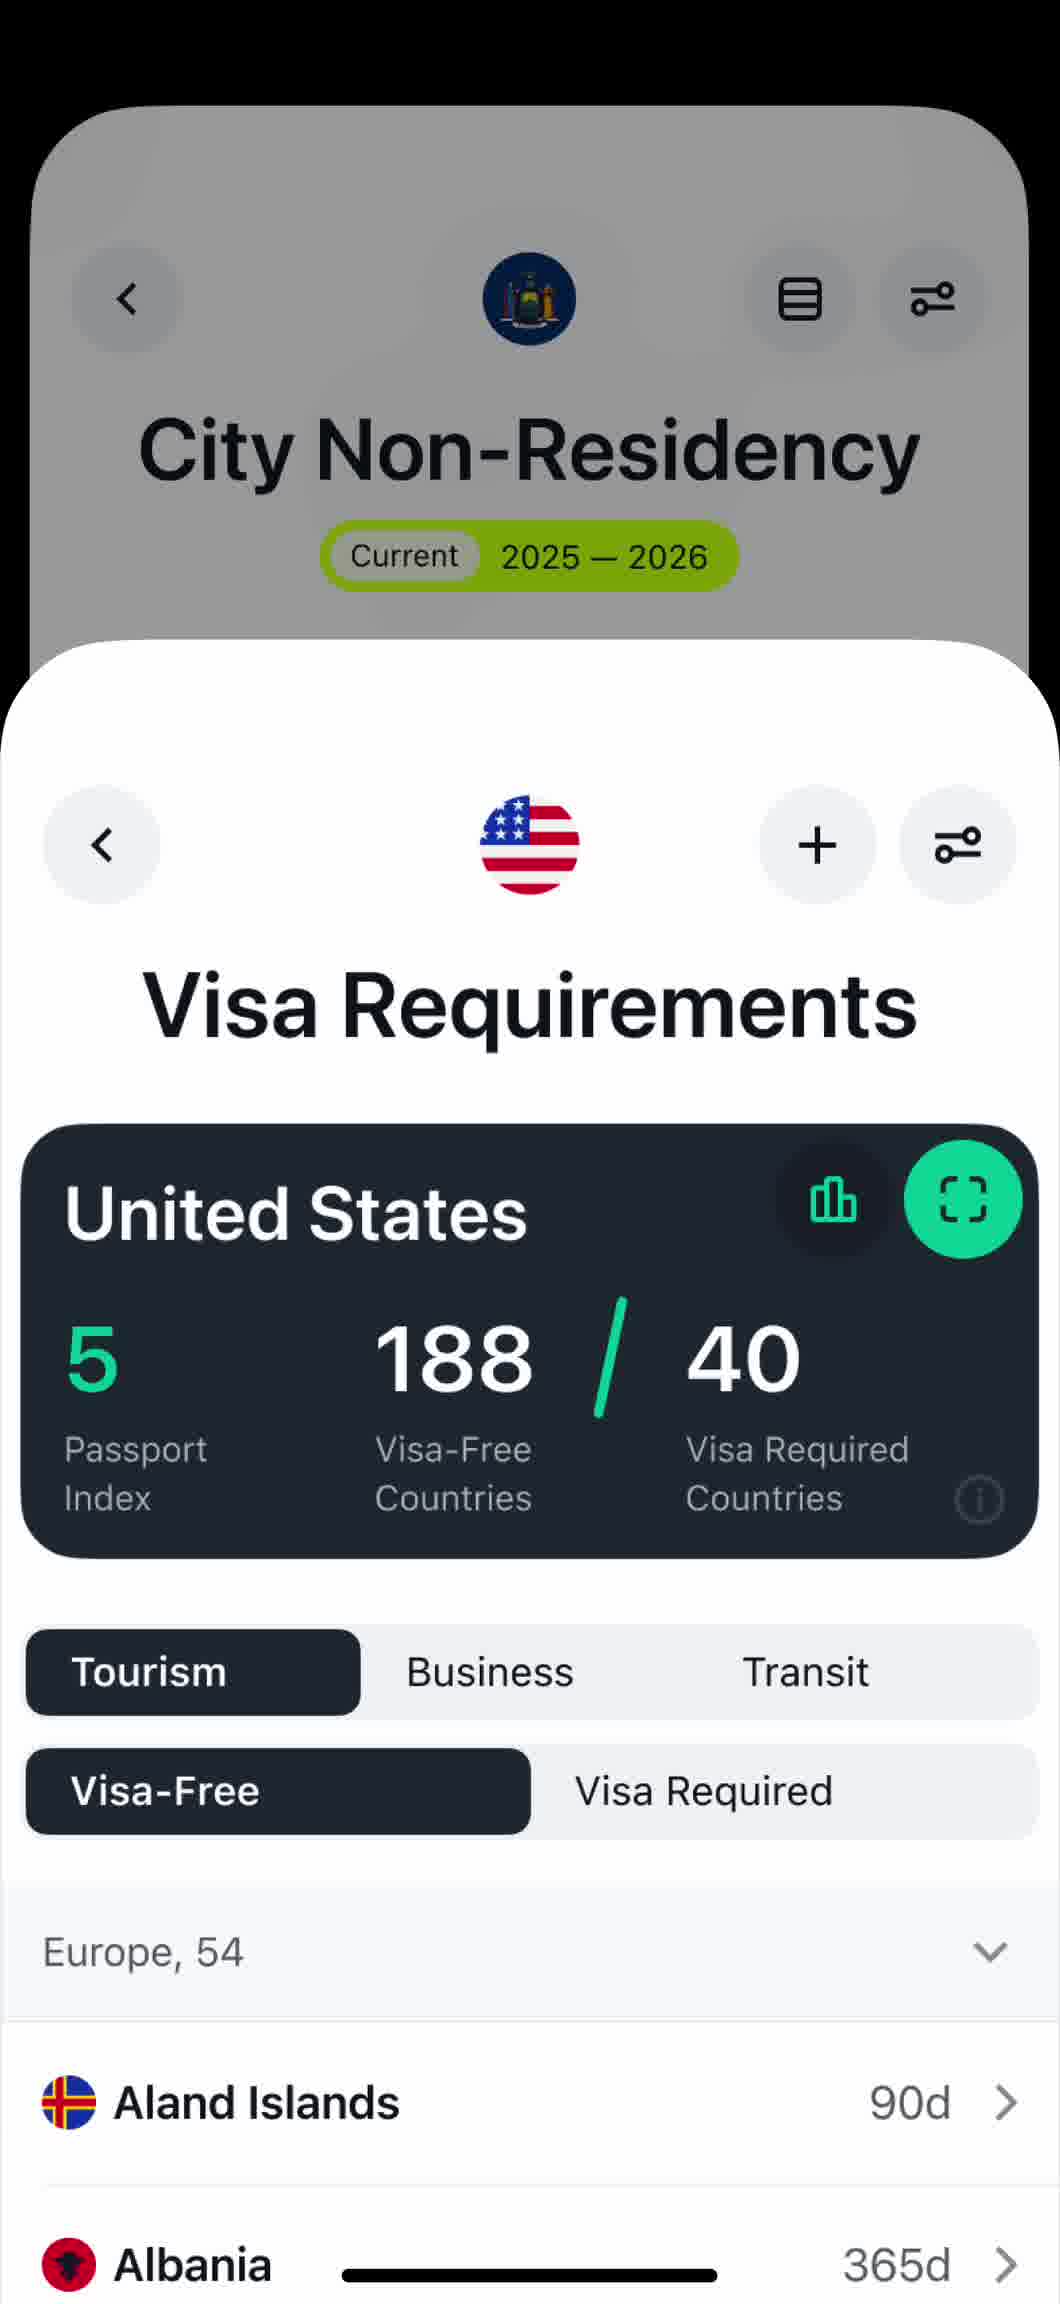 City Non-Residency
Current 2025 — 2026
Visa Requirements
United States
5 188 / 40
Passport Index
Visa-Free Countries
Visa Required Countries
Tourism Business Transit
Visa-Free Visa Required
Europe, 54
Aland Islands 90d
Albania 365d